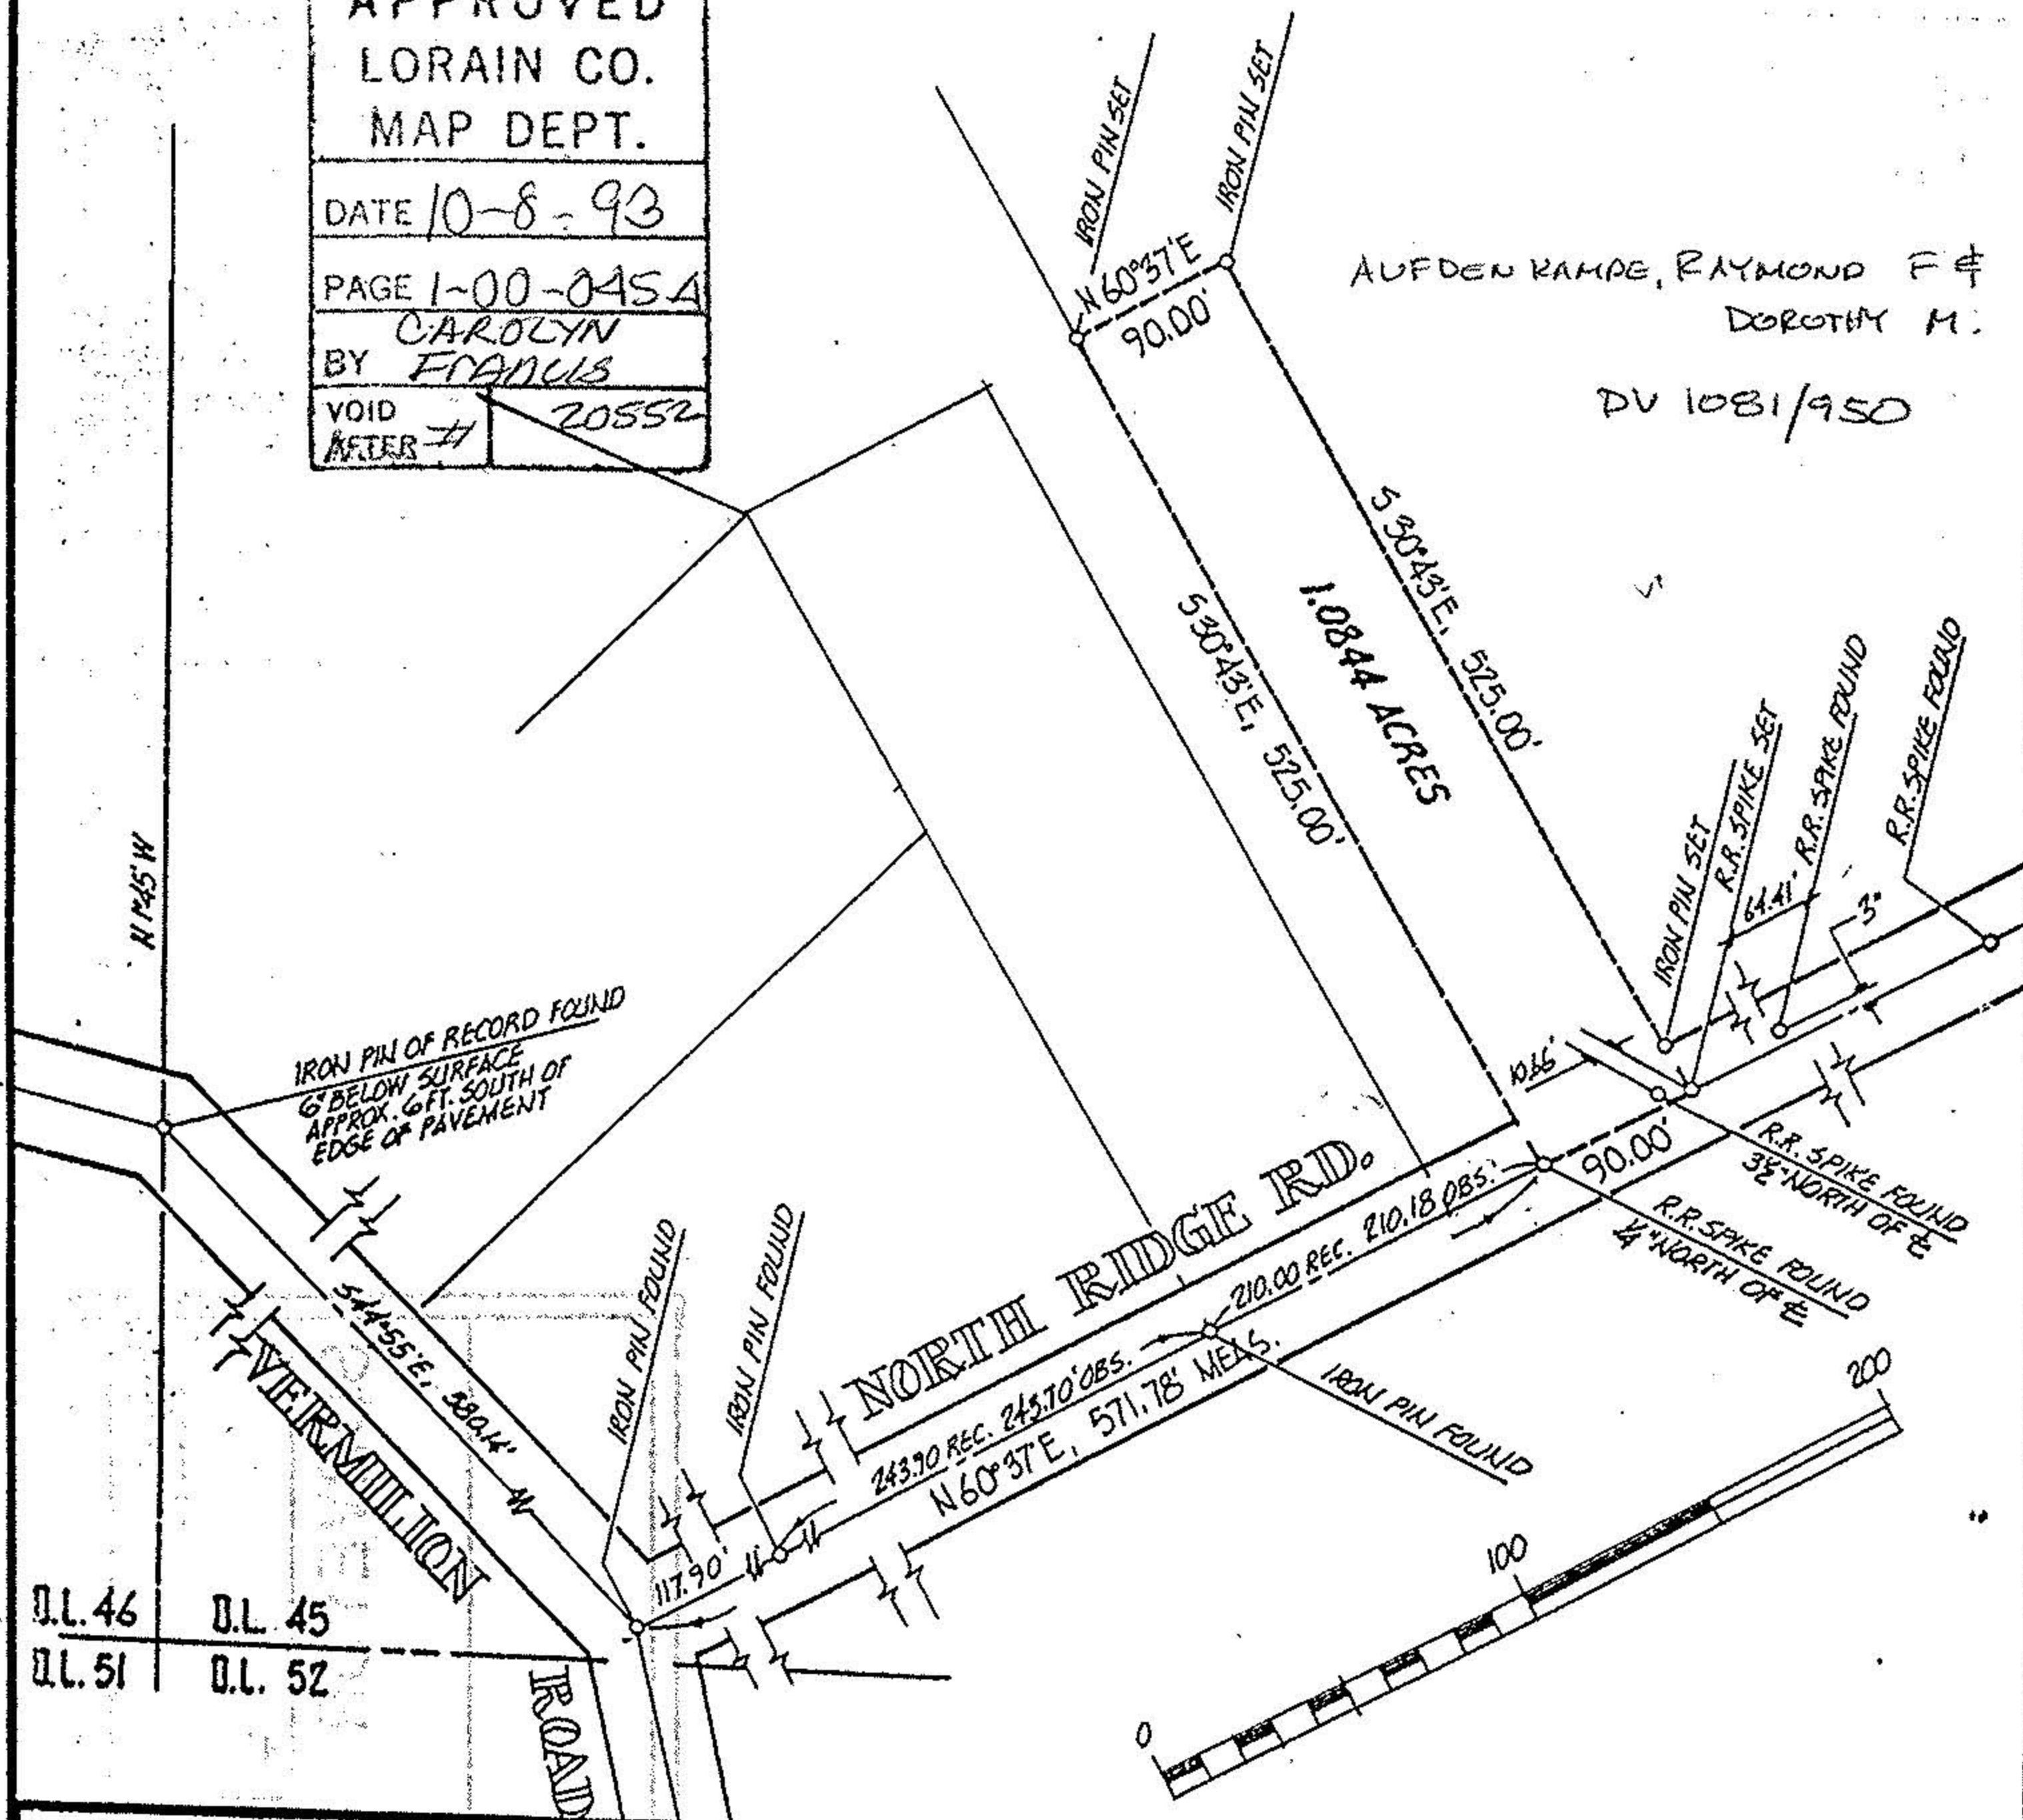 APPROVED
LORAIN CO.
MAP DEPT.
DATE 10-8-93
PAGE 1-00-045A
CAROLYN
BY FRANCIS
VOID
AFTER # 20552
IRON PIN SET
IRON PIN SET
N 60°37'E
90.00'
AUFDENKAMPE, RAYMOND F &
DOROTHY M.
DV 1081/950
S 30°43'E, 525.00'
1.0844 ACRES
S 30°43'E, 525.00'
IRON PIN SET
R.R. SPIKE SET
64.41'
R.R. SPIKE FOUND
R.R. SPIKE FOUND
3"
N 1°45'W
IRON PIN OF RECORD FOUND
6" BELOW SURFACE
APPROX. 6 FT. SOUTH OF
EDGE OF PAVEMENT
10.65'
90.00'
R.R. SPIKE FOUND
3½" NORTH OF ℄
R.R. SPIKE FOUND
¼" NORTH OF ℄
NORTH RIDGE RD.
210.00 REC. 210.18 OBS.
IRON PIN FOUND
IRON PIN FOUND
IRON PIN FOUND
243.90 REC. 243.70' OBS.
N 60°37'E, 571.78' MEAS.
117.90'
S 44°55'E,
VERMILION
ROAD
O.L. 46 O.L. 45
O.L. 51 O.L. 52
0 100 200